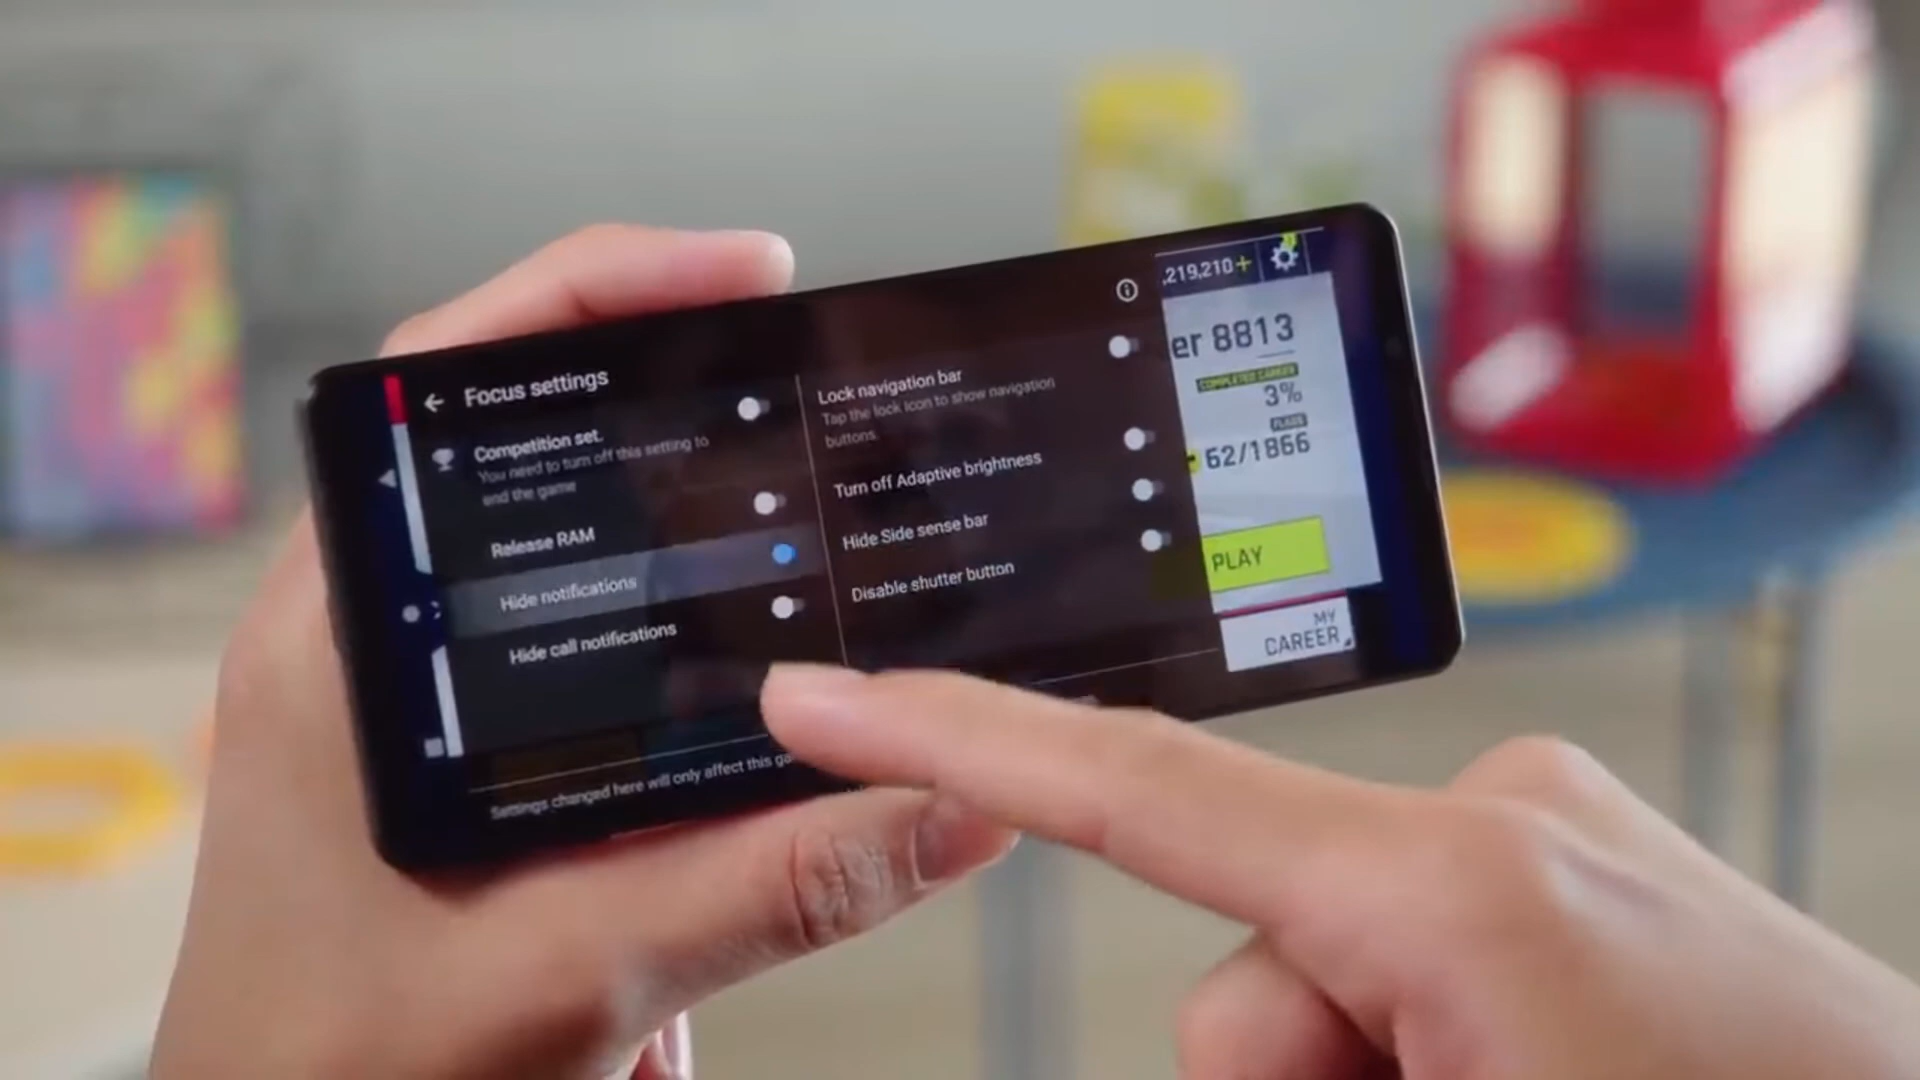 Focus settings
Competition set.
You need to turn off this setting to
end the game
Release RAM
Hide notifications
Hide call notifications
Settings changed here will only affect this
Lock navigation bar
Tap the lock icon to show navigation
buttons.
Turn off Adaptive brightness
Hide Side sense bar
Disable shutter button
,219,210+
er 8813
COMPLETED CAREER
3%
FLAGS
62/1866
PLAY
MY
CAREER